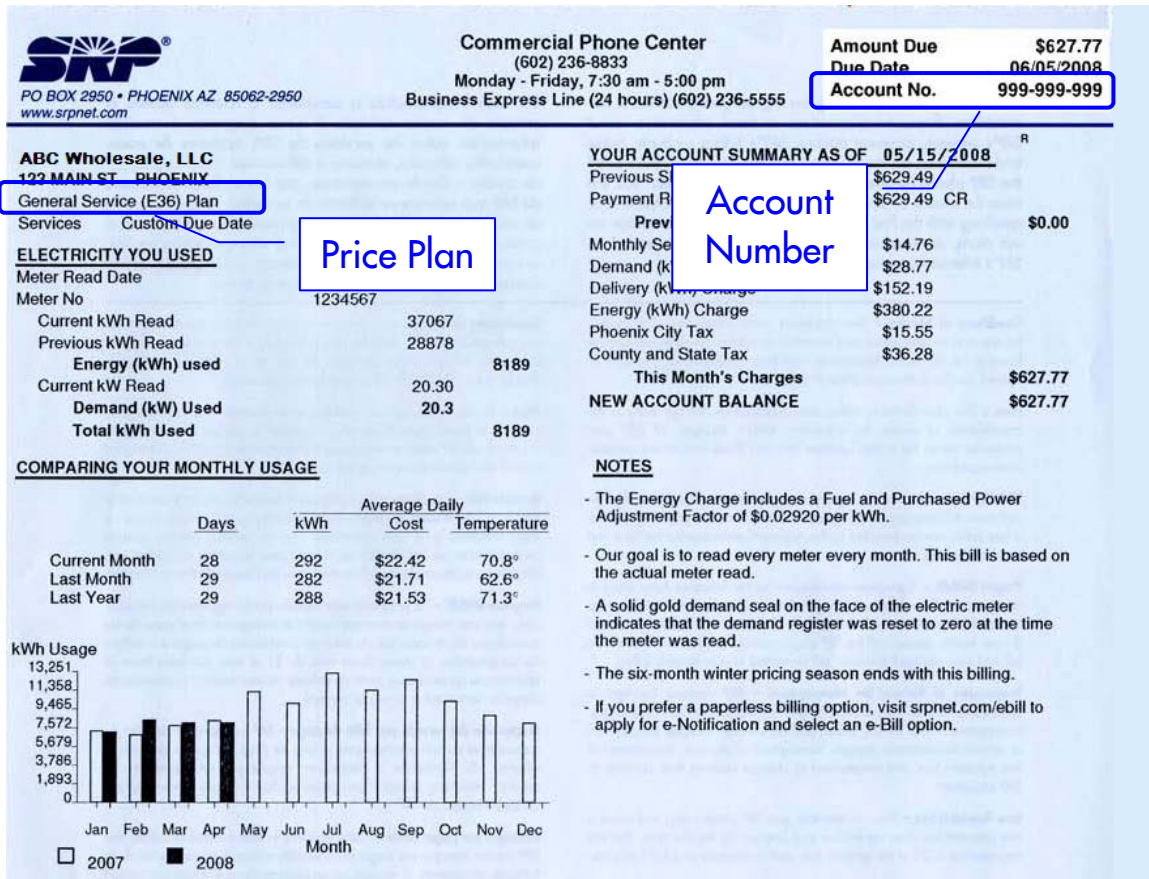 SRP®
PO BOX 2950 • PHOENIX AZ 85062-2950
www.srpnet.com
Commercial Phone Center
(602) 236-8833
Monday - Friday, 7:30 am - 5:00 pm
Business Express Line (24 hours) (602) 236-5555
Amount Due $627.77
Due Date 06/05/2008
Account No. 999-999-999
ABC Wholesale, LLC
123 MAIN ST PHOENIX
General Service (E36) Plan
Services Custom Due Date
Price Plan
ELECTRICITY YOU USED
Meter Read Date
Meter No 1234567
Current kWh Read 37067
Previous kWh Read 28878
Energy (kWh) used 8189
Current kW Read 20.30
Demand (kW) Used 20.3
Total kWh Used 8189
R
YOUR ACCOUNT SUMMARY AS OF 05/15/2008
Previous $629.49
Payment $629.49 CR
$0.00
Account
Number
Monthly $14.76
Demand $28.77
Delivery Charge $152.19
Energy (kWh) Charge $380.22
Phoenix City Tax $15.55
County and State Tax $36.28
This Month's Charges $627.77
NEW ACCOUNT BALANCE $627.77
COMPARING YOUR MONTHLY USAGE
Average Daily
Days kWh Cost Temperature
Current Month 28 292 $22.42 70.8°
Last Month 29 282 $21.71 62.6°
Last Year 29 288 $21.53 71.3°
kWh Usage
13,251
11,358
9,465
7,572
5,679
3,786
1,893
0
Jan Feb Mar Apr May Jun Jul Aug Sep Oct Nov Dec
Month
2007 2008
NOTES
- The Energy Charge includes a Fuel and Purchased Power
Adjustment Factor of $0.02920 per kWh.
- Our goal is to read every meter every month. This bill is based on
the actual meter read.
- A solid gold demand seal on the face of the electric meter
indicates that the demand register was reset to zero at the time
the meter was read.
- The six-month winter pricing season ends with this billing.
- If you prefer a paperless billing option, visit srpnet.com/ebill to
apply for e-Notification and select an e-Bill option.